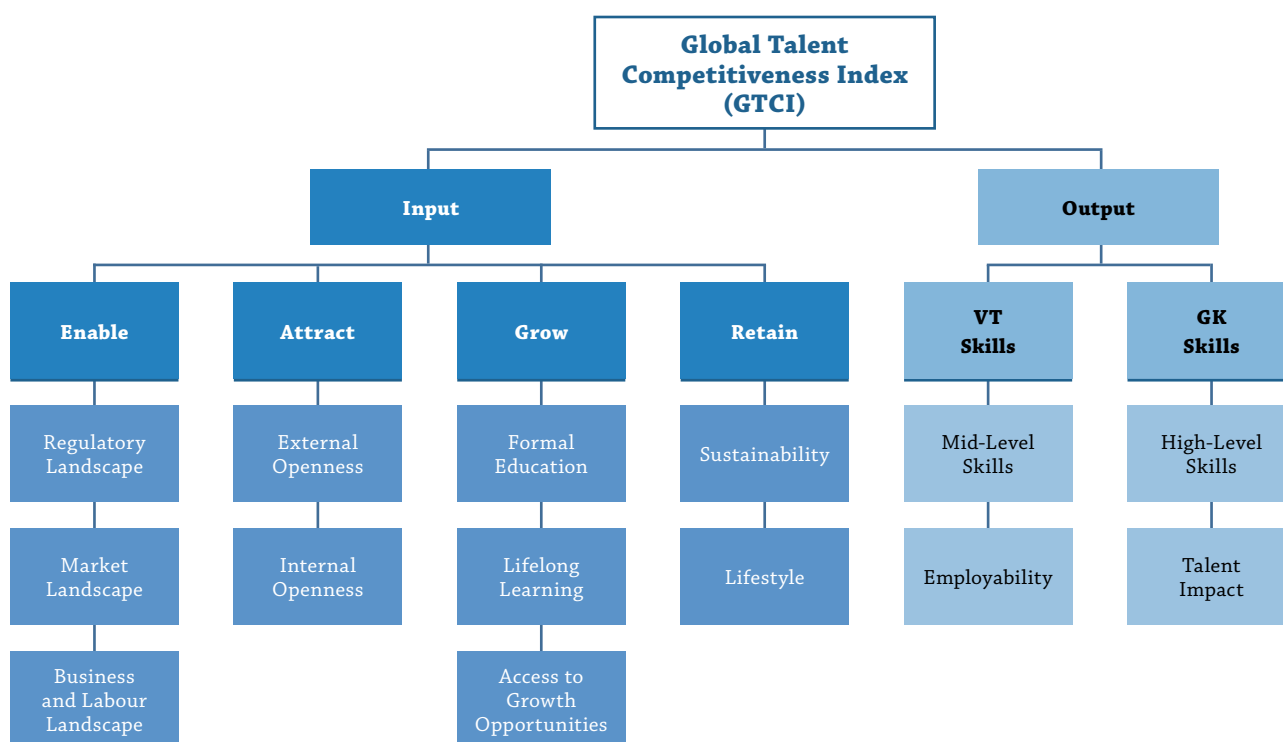 Global Talent
Competitiveness Index
(GTCI)
Input
Output
Enable
Attract
Grow
Retain
VT
Skills
GK
Skills
Regulatory
Landscape
External
Openness
Formal
Education
Sustainability
Mid-Level
Skills
High-Level
Skills
Market
Landscape
Internal
Openness
Lifelong
Learning
Lifestyle
Employability
Talent
Impact
Business
and Labour
Landscape
Access to
Growth
Opportunities